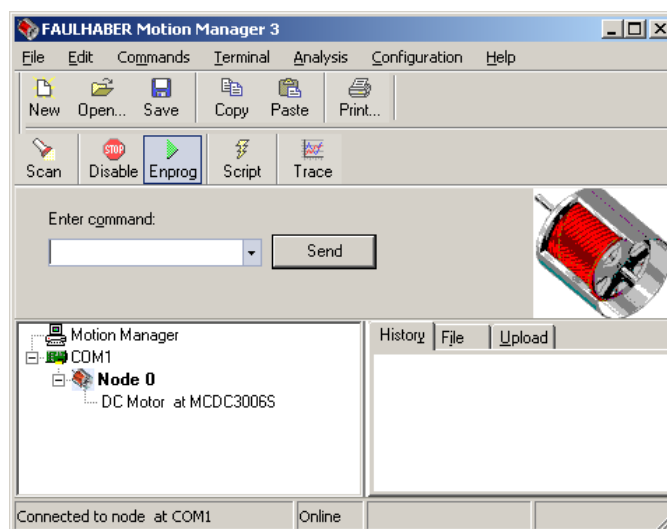 FAULHABER Motion Manager 3
File Edit Commands Terminal Analysis Configuration Help
New Open... Save Copy Paste Print...
STOP
Scan Disable Enprog Script Trace
Enter command:
Send
Motion Manager
COM1
Node 0
DC Motor at MCDC3006S
History File Upload
Connected to node at COM1 Online